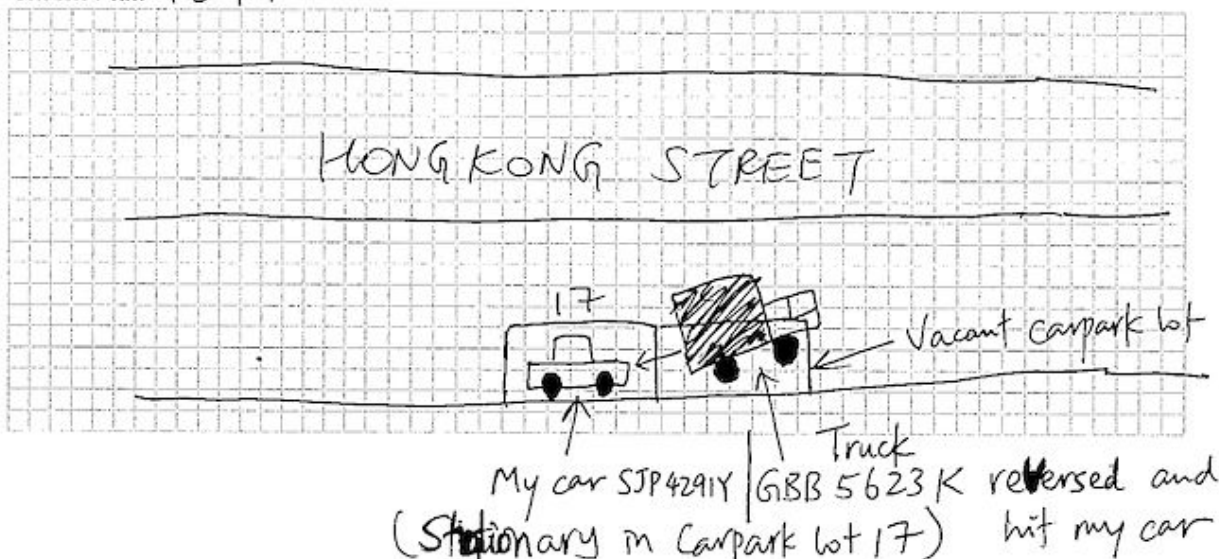 HONG KONG STREET
17
Vacant Carpark lot
Truck
My car SJP4291Y | GBB 5623K reversed and
(Stationary in Carpark lot 17) hit my car